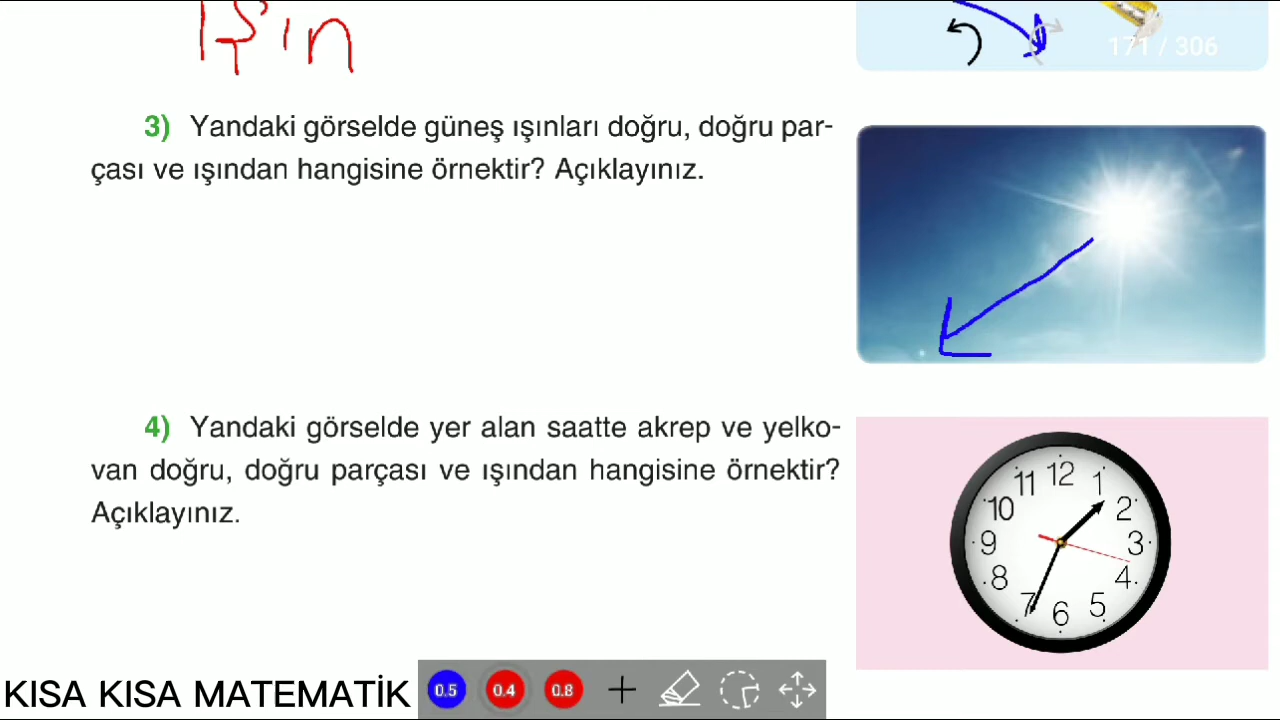 Işın
171 / 306
3) Yandaki görselde güneş ışınları doğru, doğru par-
çası ve ışından hangisine örnektir? Açıklayınız.
4) Yandaki görselde yer alan saatte akrep ve yelko-
van doğru, doğru parçası ve ışından hangisine örnektir?
Açıklayınız.
12
11
1
10
2
9
3
8
4
7
6
5
KISA KISA MATEMATİK
0.5 0.4 0.8